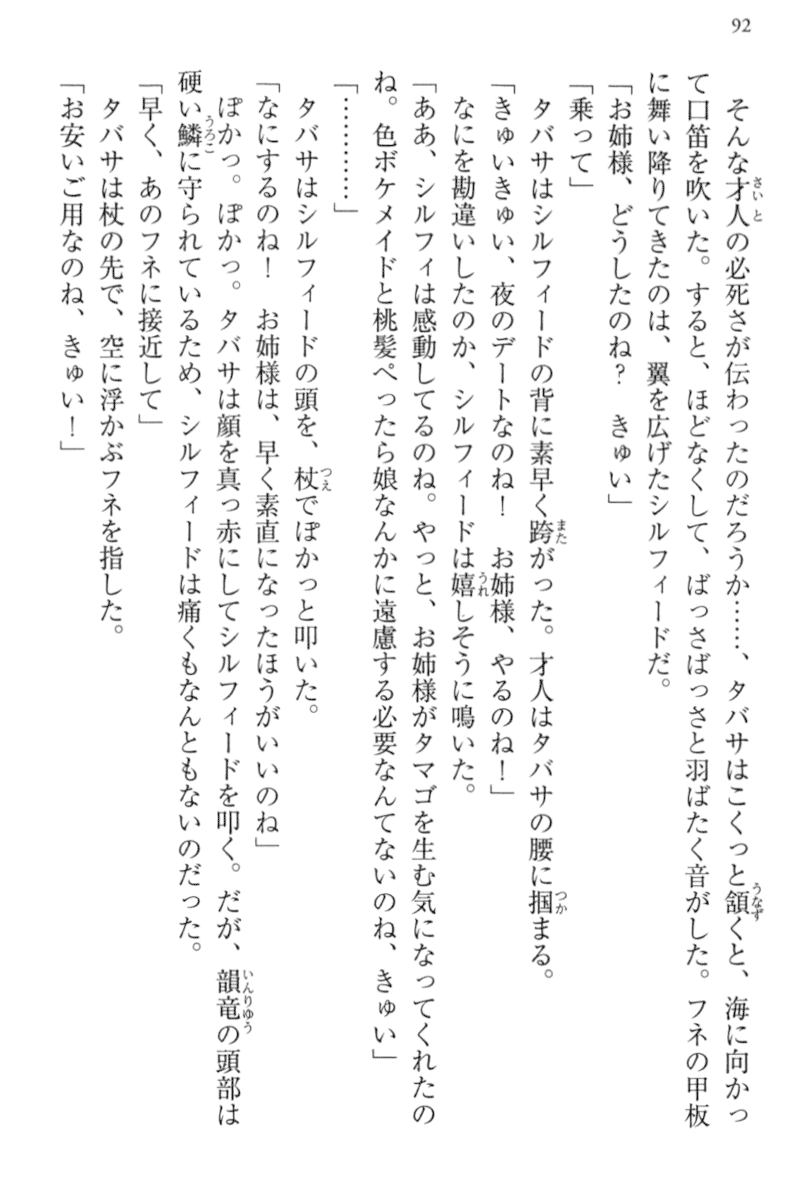 92
そんな才人の必死さが伝わったのだろうか……、タバサはこくっと頷くと、海に向かっ
て口笛を吹いた。すると、ほどなくして、ばっさばっさと羽ばたく音がした。フネの甲板
に舞い降りてきたのは、翼を広げたシルフィードだ。
「お姉様、どうしたのね？　きゅい」
「乗って」
タバサはシルフィードの背に素早く跨がった。才人はタバサの腰に掴まる。
「きゅいきゅい、夜のデートなのね！　お姉様、やるのね！」
なにを勘違いしたのか、シルフィードは嬉しそうに鳴いた。
「ああ、シルフィは感動してるのね。やっと、お姉様がタマゴを生む気になってくれたの
ね。色ボケメイドと桃髪ぺったら娘なんかに遠慮する必要なんてないのね、きゅい」
「…………」
タバサはシルフィードの頭を、杖でぽかっと叩いた。
「なにするのね！　お姉様は、早く素直になったほうがいいのね」
ぽかっ。ぽかっ。タバサは顔を真っ赤にしてシルフィードを叩く。だが、韻竜の頭部は
硬い鱗に守られているため、シルフィードは痛くもなんともないのだった。
「早く、あのフネに接近して」
タバサは杖の先で、空に浮かぶフネを指した。
「お安いご用なのね、きゅい！」